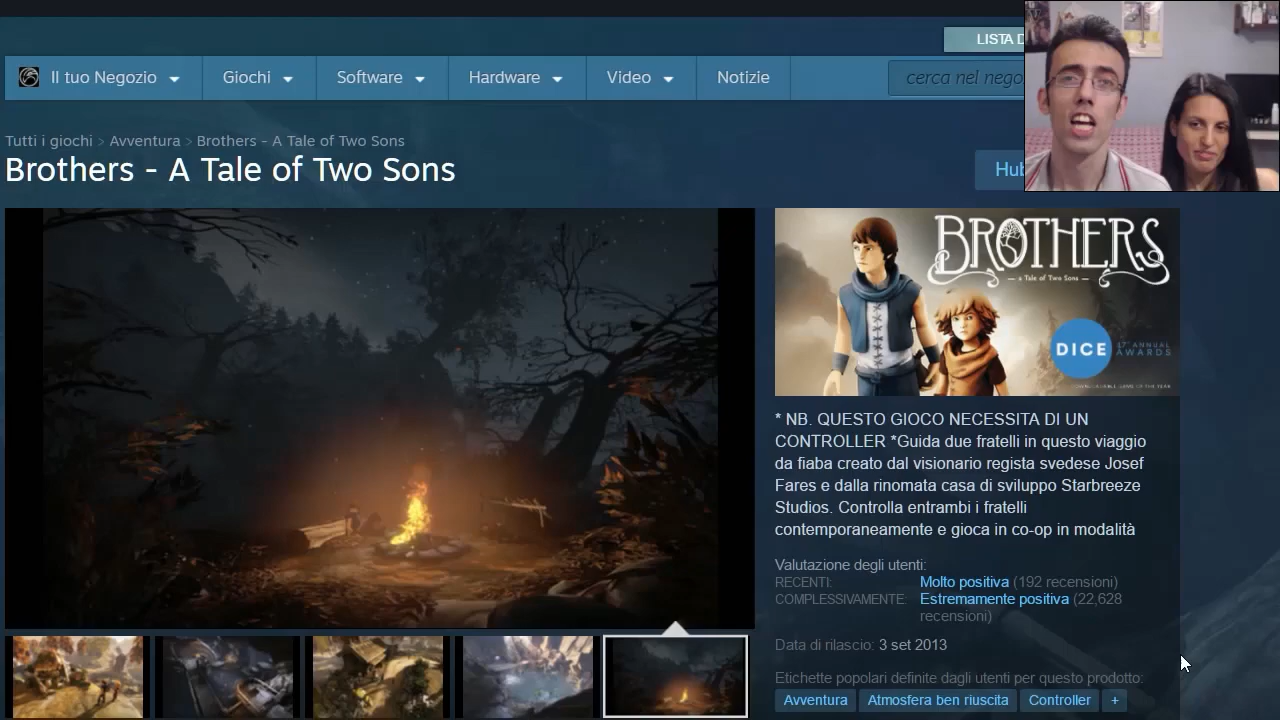 LISTA D
Il tuo Negozio
Giochi
Software
Hardware
Video
Notizie
cerca nel nego
Tutti i giochi > Avventura > Brothers - A Tale of Two Sons
Brothers - A Tale of Two Sons
Hub
BROTHERS
a Tale of Two Sons
DICE
17TH ANNUAL
AWARDS
* NB. QUESTO GIOCO NECESSITA DI UN
CONTROLLER *Guida due fratelli in questo viaggio
da fiaba creato dal visionario regista svedese Josef
Fares e dalla rinomata casa di sviluppo Starbreeze
Studios. Controlla entrambi i fratelli
contemporaneamente e gioca in co-op in modalità
Valutazione degli utenti:
RECENTI: Molto positiva (192 recensioni)
COMPLESSIVAMENTE: Estremamente positiva (22,628
recensioni)
Data di rilascio: 3 set 2013
Etichette popolari definite dagli utenti per questo prodotto:
Avventura Atmosfera ben riuscita Controller +